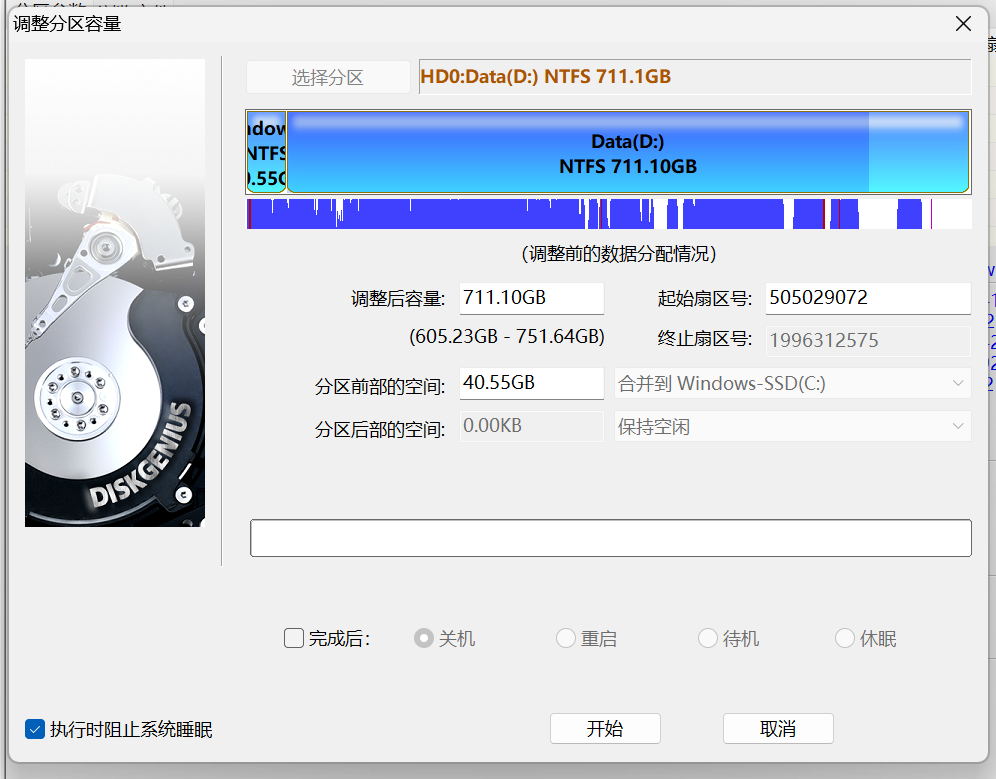 调整分区容量
选择分区
HD0:Data(D:) NTFS 711.1GB
Data(D:)
NTFS
NTFS 711.10GB
(调整前的数据分配情况)
调整后容量: 711.10GB 起始扇区号: 505029072
(605.23GB - 751.64GB) 终止扇区号: 1996312575
分区前部的空间: 40.55GB 合并到 Windows-SSD(C:)
分区后部的空间: 0.00KB 保持空闲
DISKGENIUS
完成后: 关机 重启 待机 休眠
执行时阻止系统睡眠 开始 取消